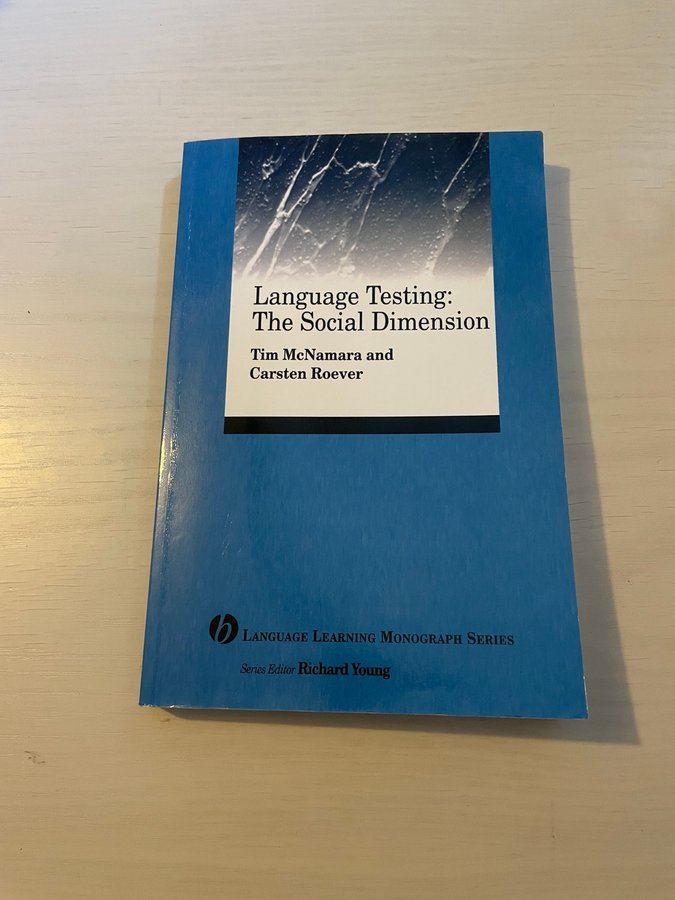 Language Testing:
The Social Dimension
Tim McNamara and
Carsten Roever
b LANGUAGE LEARNING MONOGRAPH SERIES
Series Editor Richard Young